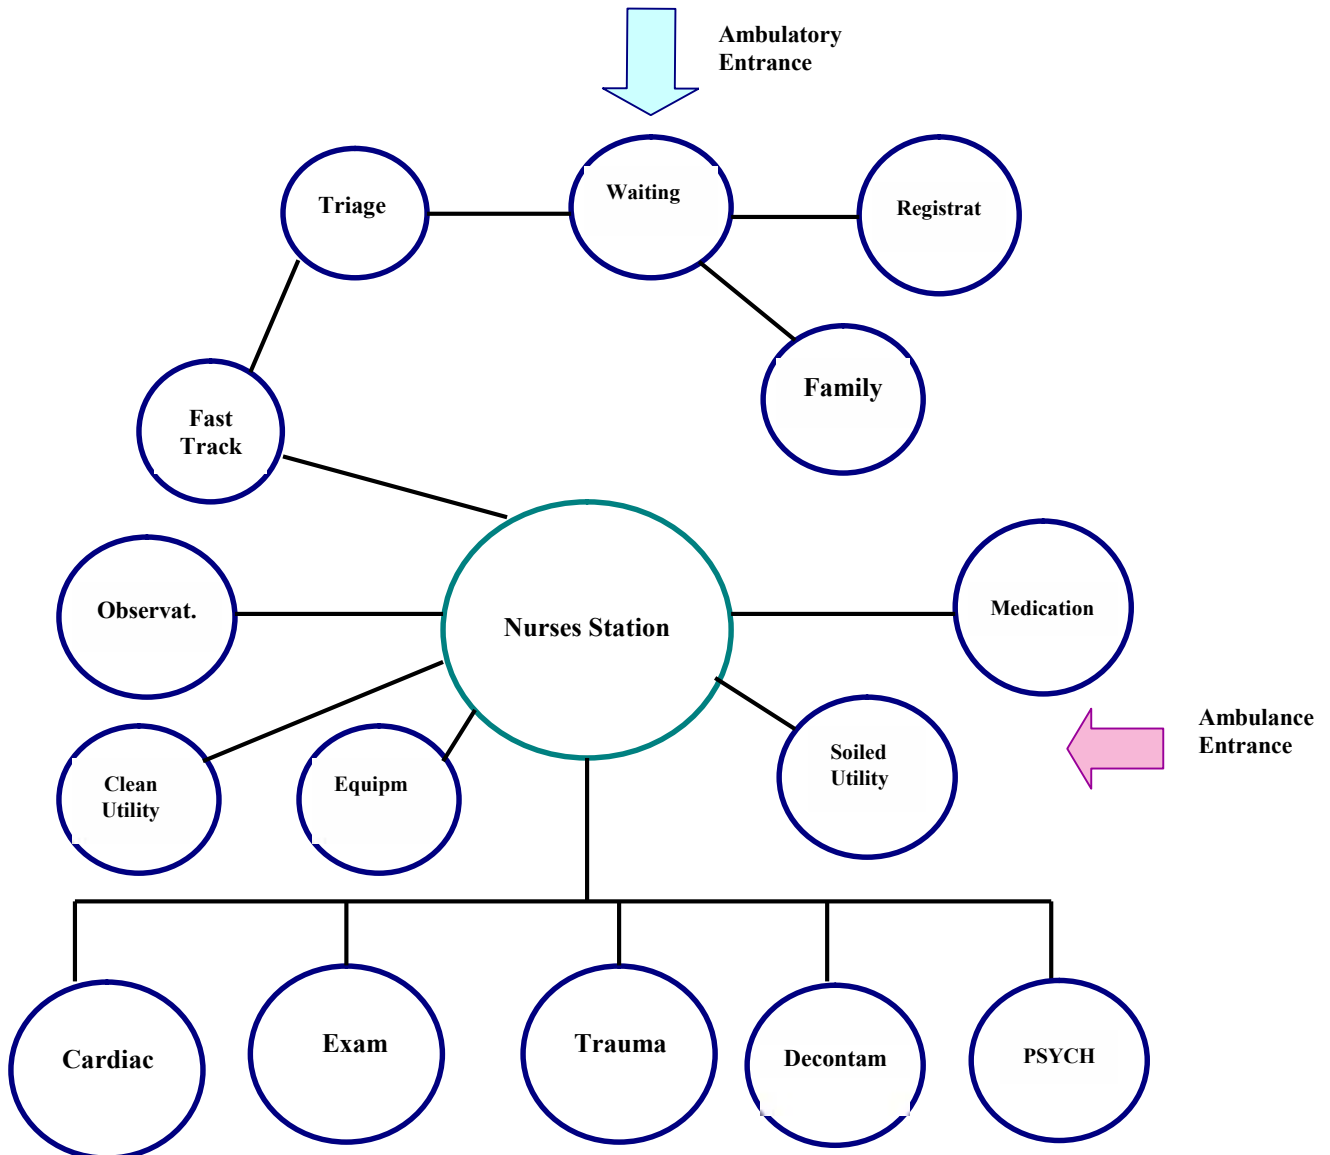 Ambulatory
Entrance
Triage
Waiting
Registrat
Family
Fast
Track
Observat.
Nurses Station
Medication
Ambulance
Entrance
Clean
Utility
Equipm
Soiled
Utility
Cardiac
Exam
Trauma
Decontam
PSYCH